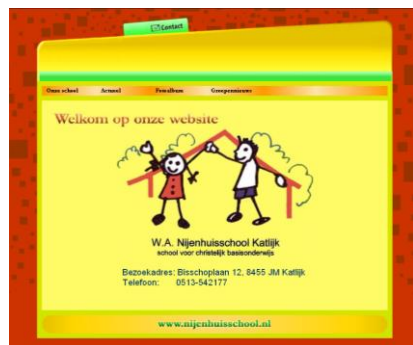 Contact
Onze school Actueel Fotoalbum Groepennieuws
Welkom op onze website
W.A. Nijenhuisschool Katlijk
school voor christelijk basisonderwijs
Bezoekadres: Bisschoplaan 12, 8455 JM Katlijk
Telefoon: 0513-542177
www.nijenhuisschool.nl